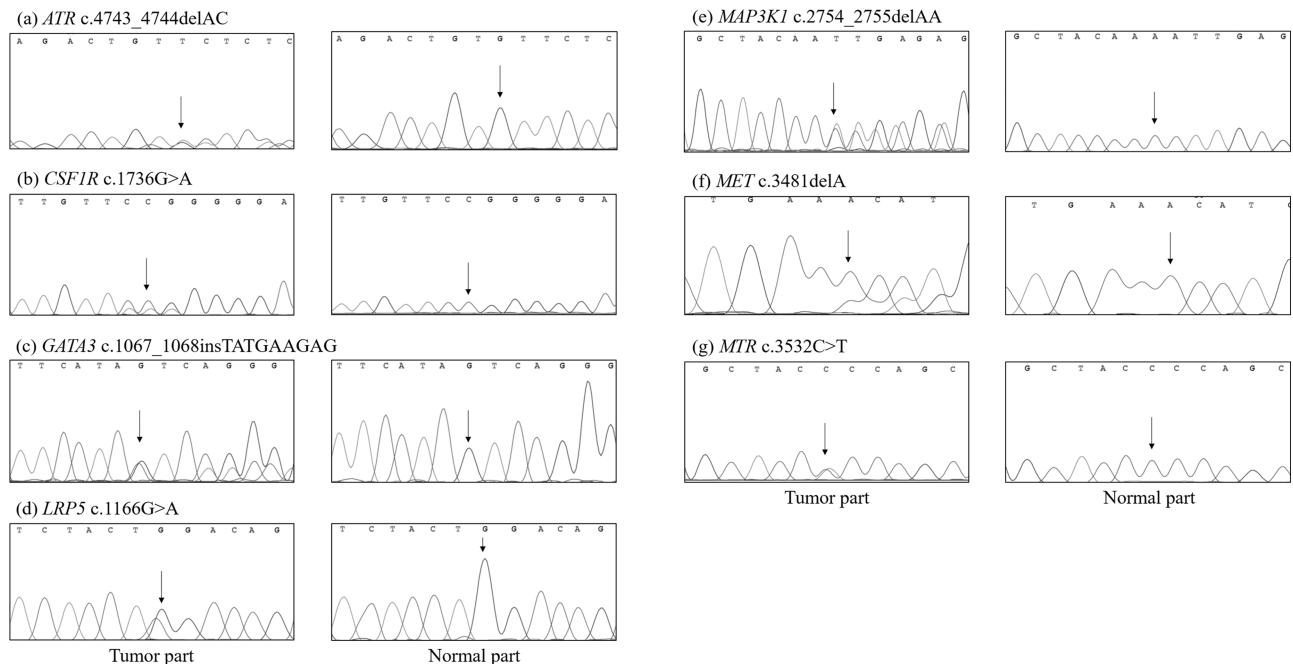 (a) ATR c.4743_4744delAC
A G A C T G T T C T C T C
A G A C T G T G T T C T C
(b) CSF1R c.1736G>A
T T G T T C C G G G G G A
T T G T T C C G G G G G A
(c) GATA3 c.1067_1068insTATGAAGAG
T T C A T A G T C A G G G
T T C A T A G T C A G G G
(d) LRP5 c.1166G>A
T C T A C T G G A C A G
T C T A C T G G A C A G
Tumor part
Normal part
(e) MAP3K1 c.2754_2755delAA
G C T A C A A T T G A G A G
G C T A C A A A A T T G A G
(f) MET c.3481delA
T G A A A C A T
T G A A A C A T
(g) MTR c.3532C>T
G C T A C C C C A G C
G C T A C C C C A G C
Tumor part
Normal part